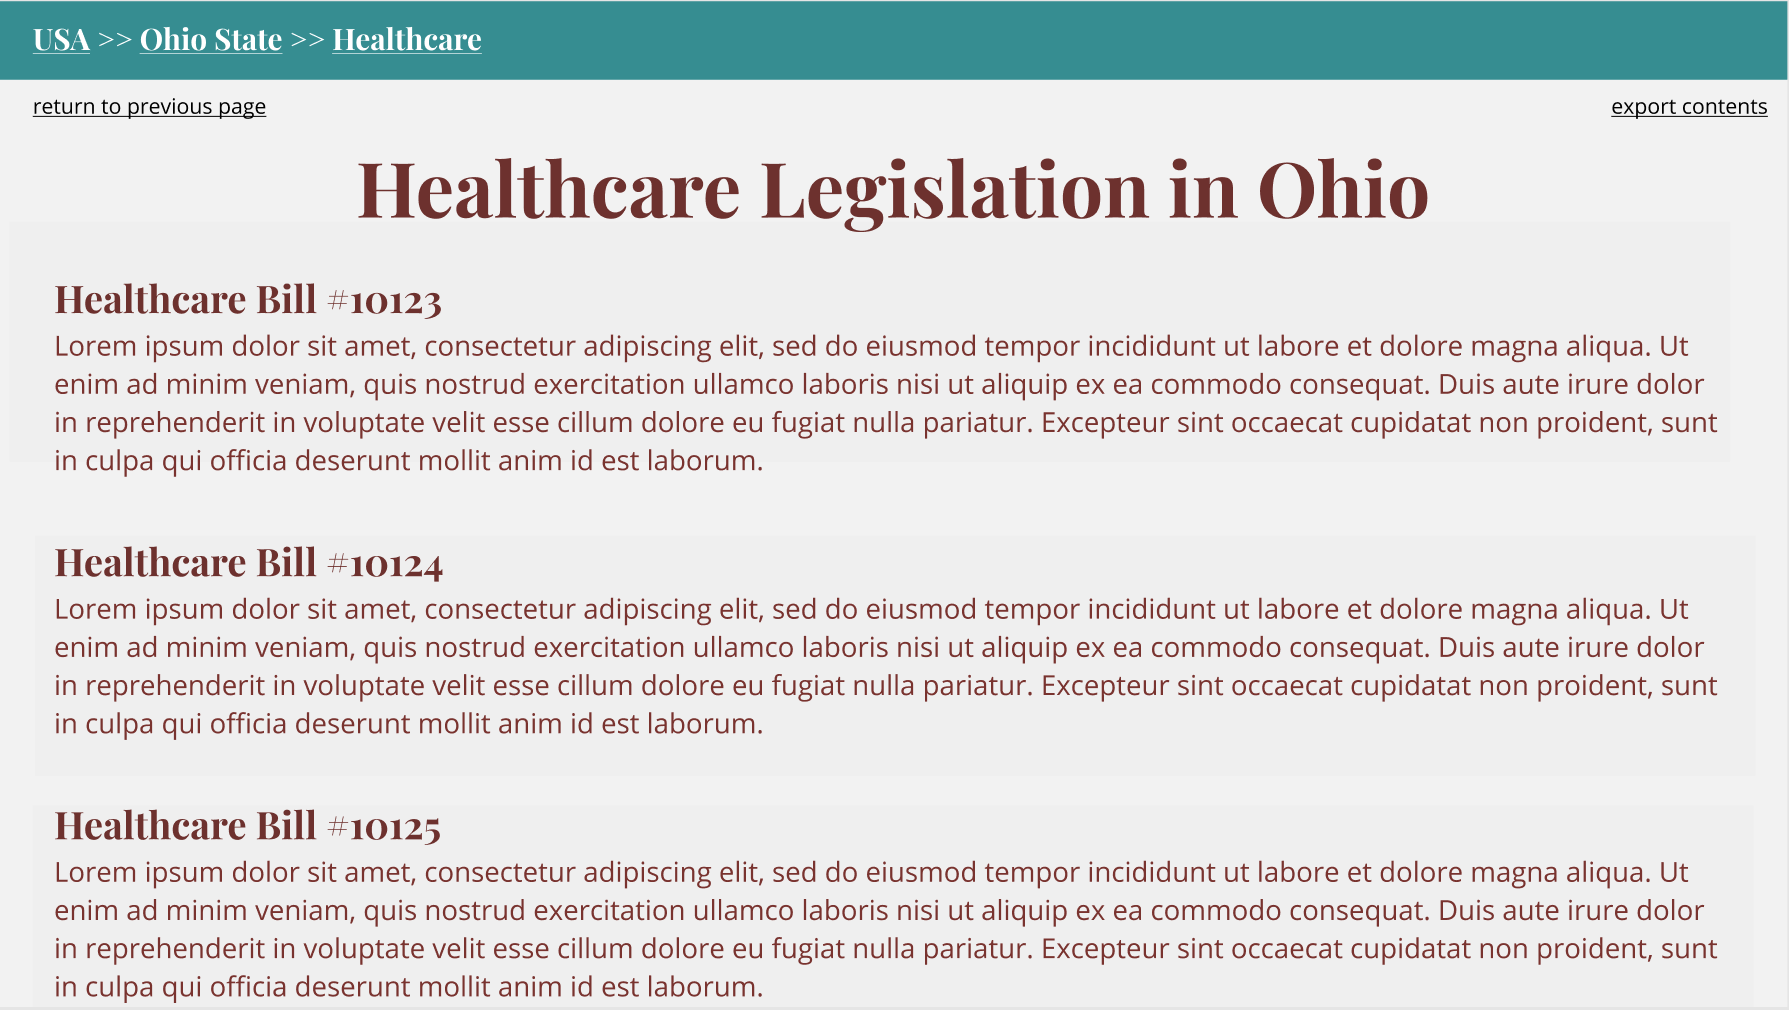 USA >> Ohio State >> Healthcare
return to previous page
export contents
Healthcare Legislation in Ohio
Healthcare Bill #10123
Lorem ipsum dolor sit amet, consectetur adipiscing elit, sed do eiusmod tempor incididunt ut labore et dolore magna aliqua. Ut
enim ad minim veniam, quis nostrud exercitation ullamco laboris nisi ut aliquip ex ea commodo consequat. Duis aute irure dolor
in reprehenderit in voluptate velit esse cillum dolore eu fugiat nulla pariatur. Excepteur sint occaecat cupidatat non proident, sunt
in culpa qui officia deserunt mollit anim id est laborum.
Healthcare Bill #10124
Lorem ipsum dolor sit amet, consectetur adipiscing elit, sed do eiusmod tempor incididunt ut labore et dolore magna aliqua. Ut
enim ad minim veniam, quis nostrud exercitation ullamco laboris nisi ut aliquip ex ea commodo consequat. Duis aute irure dolor
in reprehenderit in voluptate velit esse cillum dolore eu fugiat nulla pariatur. Excepteur sint occaecat cupidatat non proident, sunt
in culpa qui officia deserunt mollit anim id est laborum.
Healthcare Bill #10125
Lorem ipsum dolor sit amet, consectetur adipiscing elit, sed do eiusmod tempor incididunt ut labore et dolore magna aliqua. Ut
enim ad minim veniam, quis nostrud exercitation ullamco laboris nisi ut aliquip ex ea commodo consequat. Duis aute irure dolor
in reprehenderit in voluptate velit esse cillum dolore eu fugiat nulla pariatur. Excepteur sint occaecat cupidatat non proident, sunt
in culpa qui officia deserunt mollit anim id est laborum.